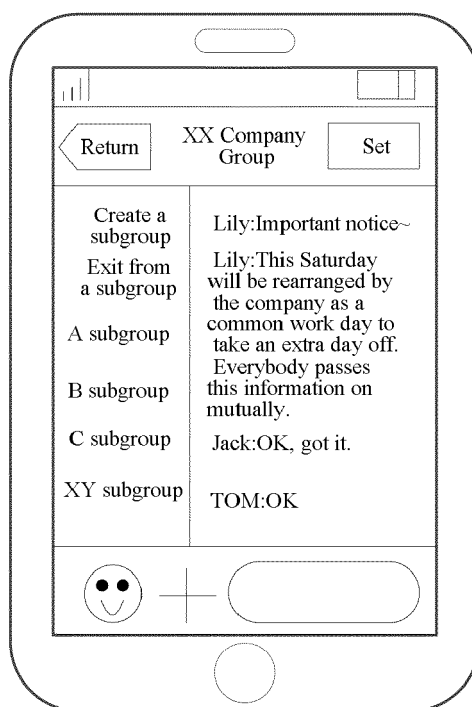 Return
XX Company
Group
Set
Create a
subgroup
Exit from
a subgroup
A subgroup
B subgroup
C subgroup
XY subgroup
Lily:Important notice~
Lily:This Saturday
will be rearranged by
the company as a
common work day to
take an extra day off.
Everybody passes
this information on
mutually.
Jack:OK, got it.
TOM:OK